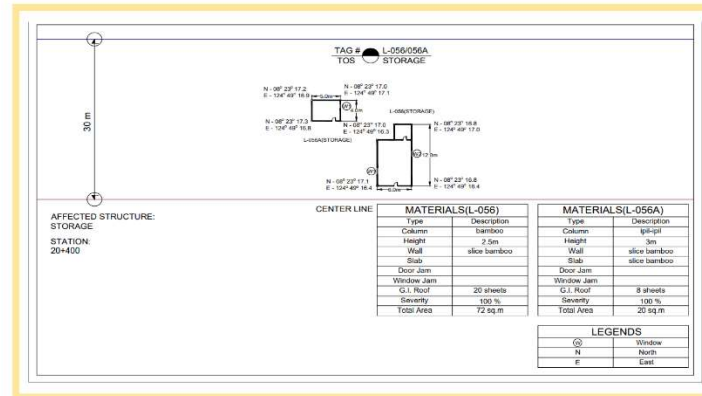 TAG # L-056/056A
TOS STORAGE
N - 08° 23" 17.2
E - 124° 49" 16.9
N - 08° 23" 17.0
E - 124° 49" 17.1
5.0m
W
4.0m
N - 08° 23" 17.3
E - 124° 49" 16.8
N - 08° 23" 17.0
E - 124° 49" 16.3
L-056A(STORAGE)
L-056(STORAGE)
N - 08° 23" 16.8
E - 124° 49" 17.0
W
12.0m
W
N - 08° 23" 17.1
E - 124° 49" 16.4
N - 08° 23" 16.8
E - 124° 49" 16.4
6.0m
30 m
CENTER LINE
AFFECTED STRUCTURE:
STORAGE
STATION:
20+400
MATERIALS(L-056)
Type Description
Column bamboo
Height 2.5m
Wall slice bamboo
Slab
Door Jam
Window Jam
G.I. Roof 20 sheets
Severity 100 %
Total Area 72 sq.m
MATERIALS(L-056A)
Type Description
Column ipil-ipil
Height 3m
Wall slice bamboo
Slab slice bamboo
Door Jam
Window Jam
G.I. Roof 8 sheets
Severity 100 %
Total Area 20 sq.m
LEGENDS
W Window
N North
E East